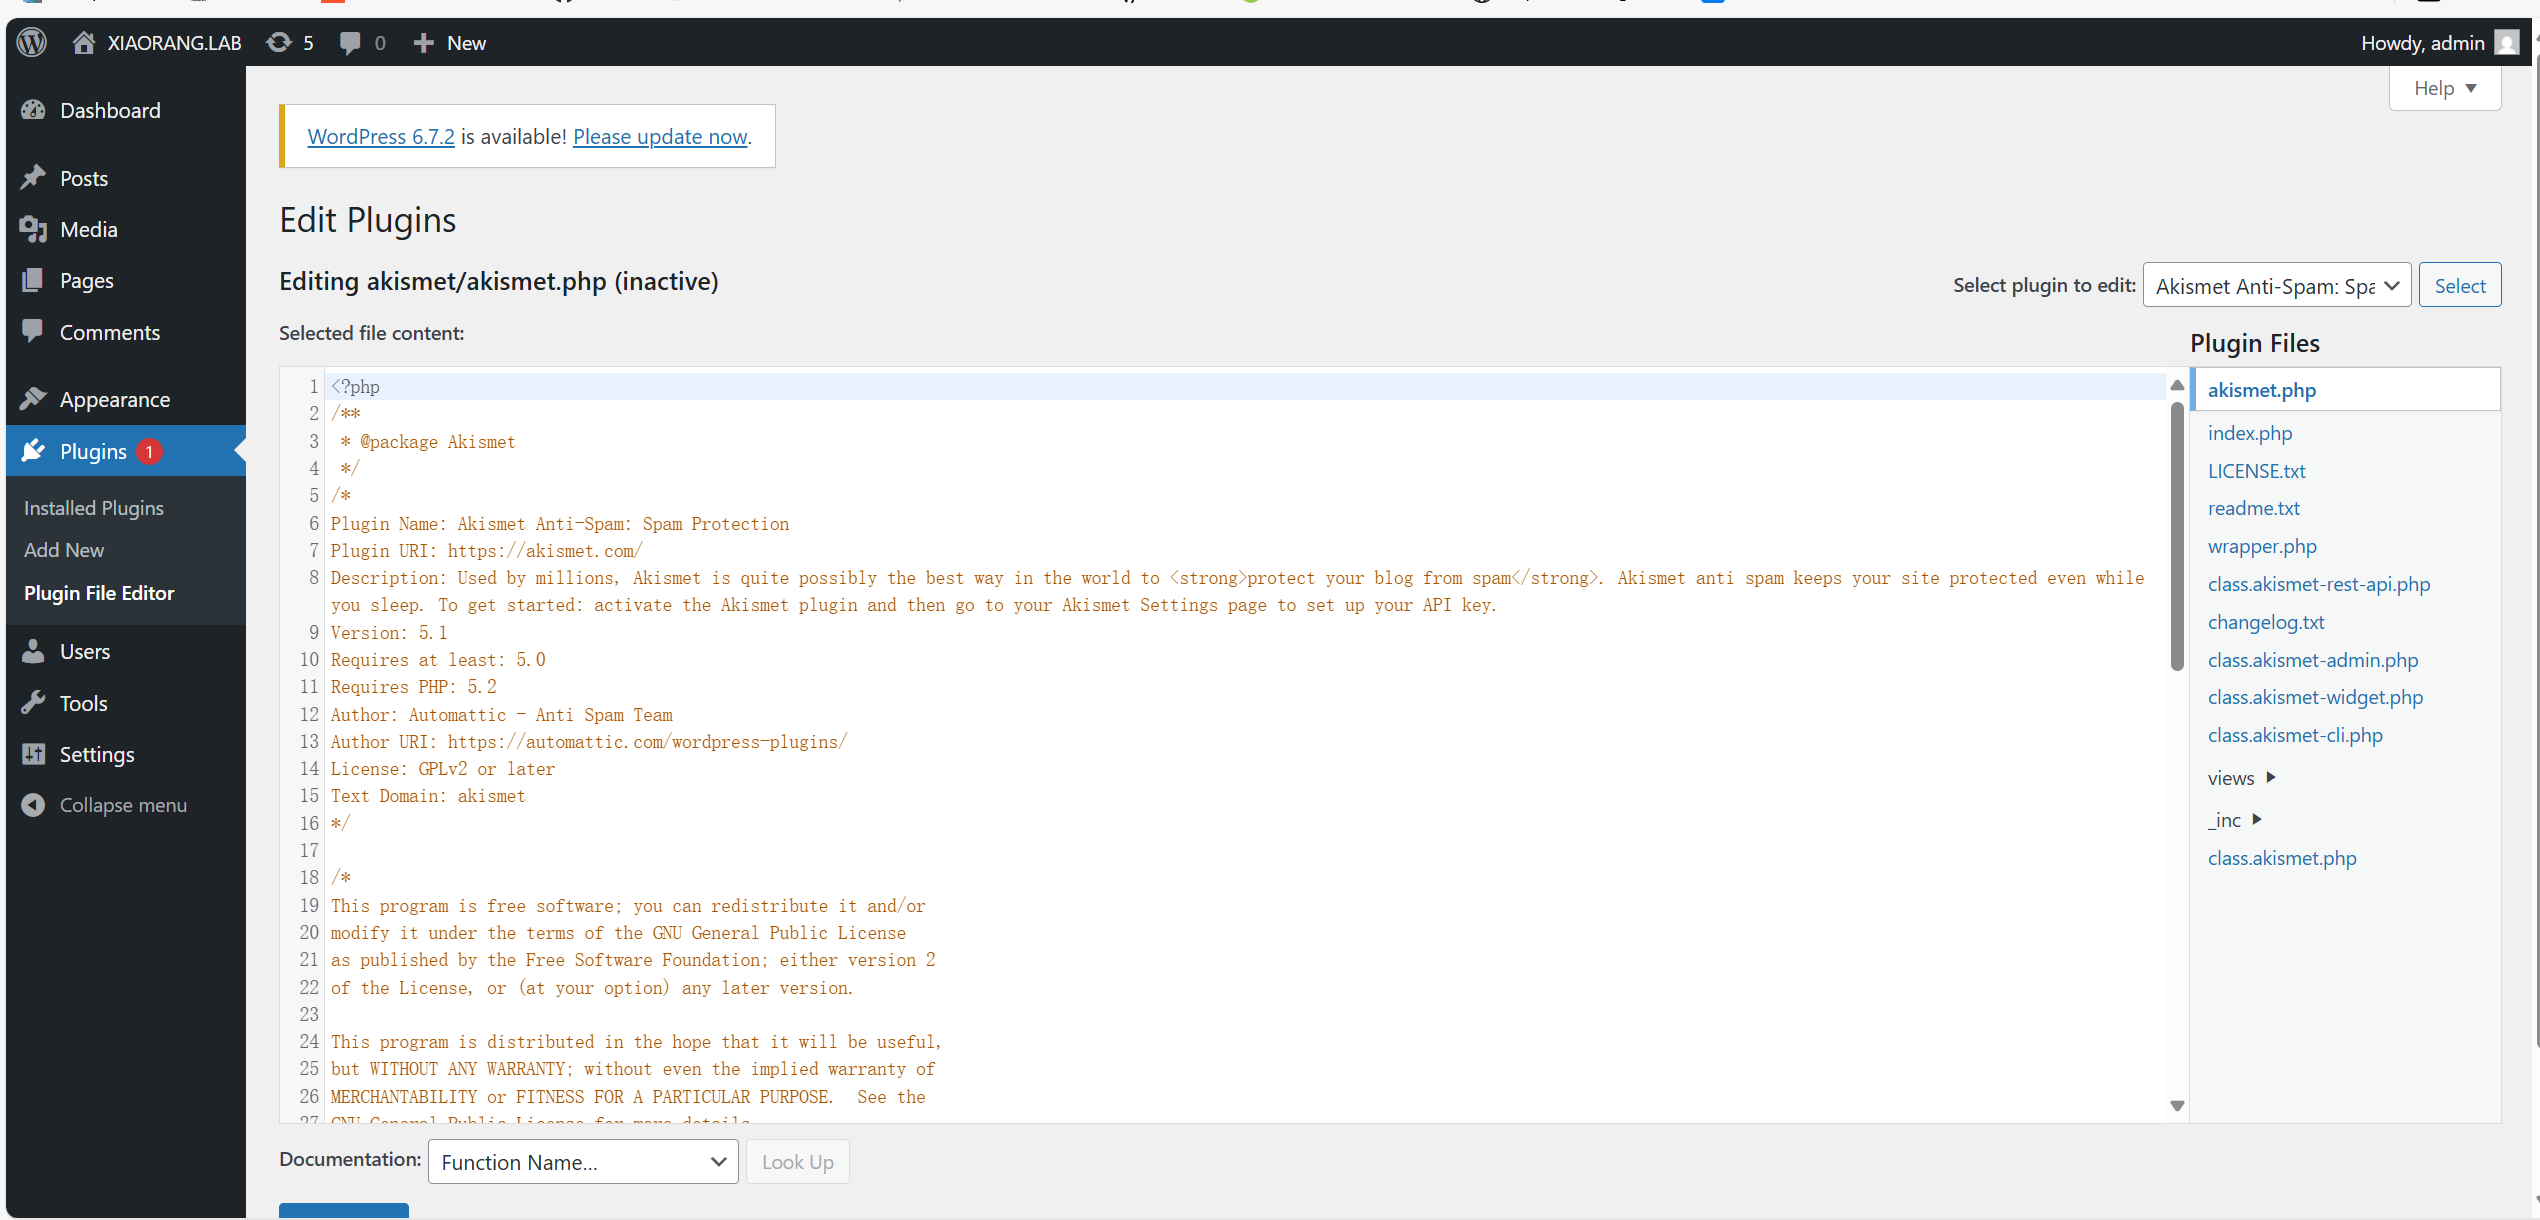 XIAORANG.LAB 5 0 New
Howdy, admin
Help
Dashboard
Posts
Media
Pages
Comments
Appearance
Plugins 1
Installed Plugins
Add New
Plugin File Editor
Users
Tools
Settings
Collapse menu
WordPress 6.7.2 is available! Please update now.
Edit Plugins
Editing akismet/akismet.php (inactive)
Select plugin to edit: Akismet Anti-Spam: Spa Select
Selected file content:
1 <?php
2 /**
3 * @package Akismet
4 */
5 /*
6 Plugin Name: Akismet Anti-Spam: Spam Protection
7 Plugin URI: https://akismet.com/
8 Description: Used by millions, Akismet is quite possibly the best way in the world to <strong>protect your blog from spam</strong>. Akismet anti spam keeps your site protected even while
you sleep. To get started: activate the Akismet plugin and then go to your Akismet Settings page to set up your API key.
9 Version: 5.1
10 Requires at least: 5.0
11 Requires PHP: 5.2
12 Author: Automattic - Anti Spam Team
13 Author URI: https://automattic.com/wordpress-plugins/
14 License: GPLv2 or later
15 Text Domain: akismet
16 */
17
18 /*
19 This program is free software; you can redistribute it and/or
20 modify it under the terms of the GNU General Public License
21 as published by the Free Software Foundation; either version 2
22 of the License, or (at your option) any later version.
23
24 This program is distributed in the hope that it will be useful,
25 but WITHOUT ANY WARRANTY; without even the implied warranty of
26 MERCHANTABILITY or FITNESS FOR A PARTICULAR PURPOSE.  See the
27 GNU General Public License for more details.
Plugin Files
akismet.php
index.php
LICENSE.txt
readme.txt
wrapper.php
class.akismet-rest-api.php
changelog.txt
class.akismet-admin.php
class.akismet-widget.php
class.akismet-cli.php
views
_inc
class.akismet.php
Documentation: Function Name... Look Up